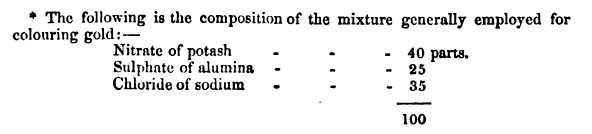 * The following is the composition of the mixture generally employed for
colouring gold:—
Nitrate of potash - - - 40 parts.
Sulphate of alumina - - - 25
Chloride of sodium - - - 35
100